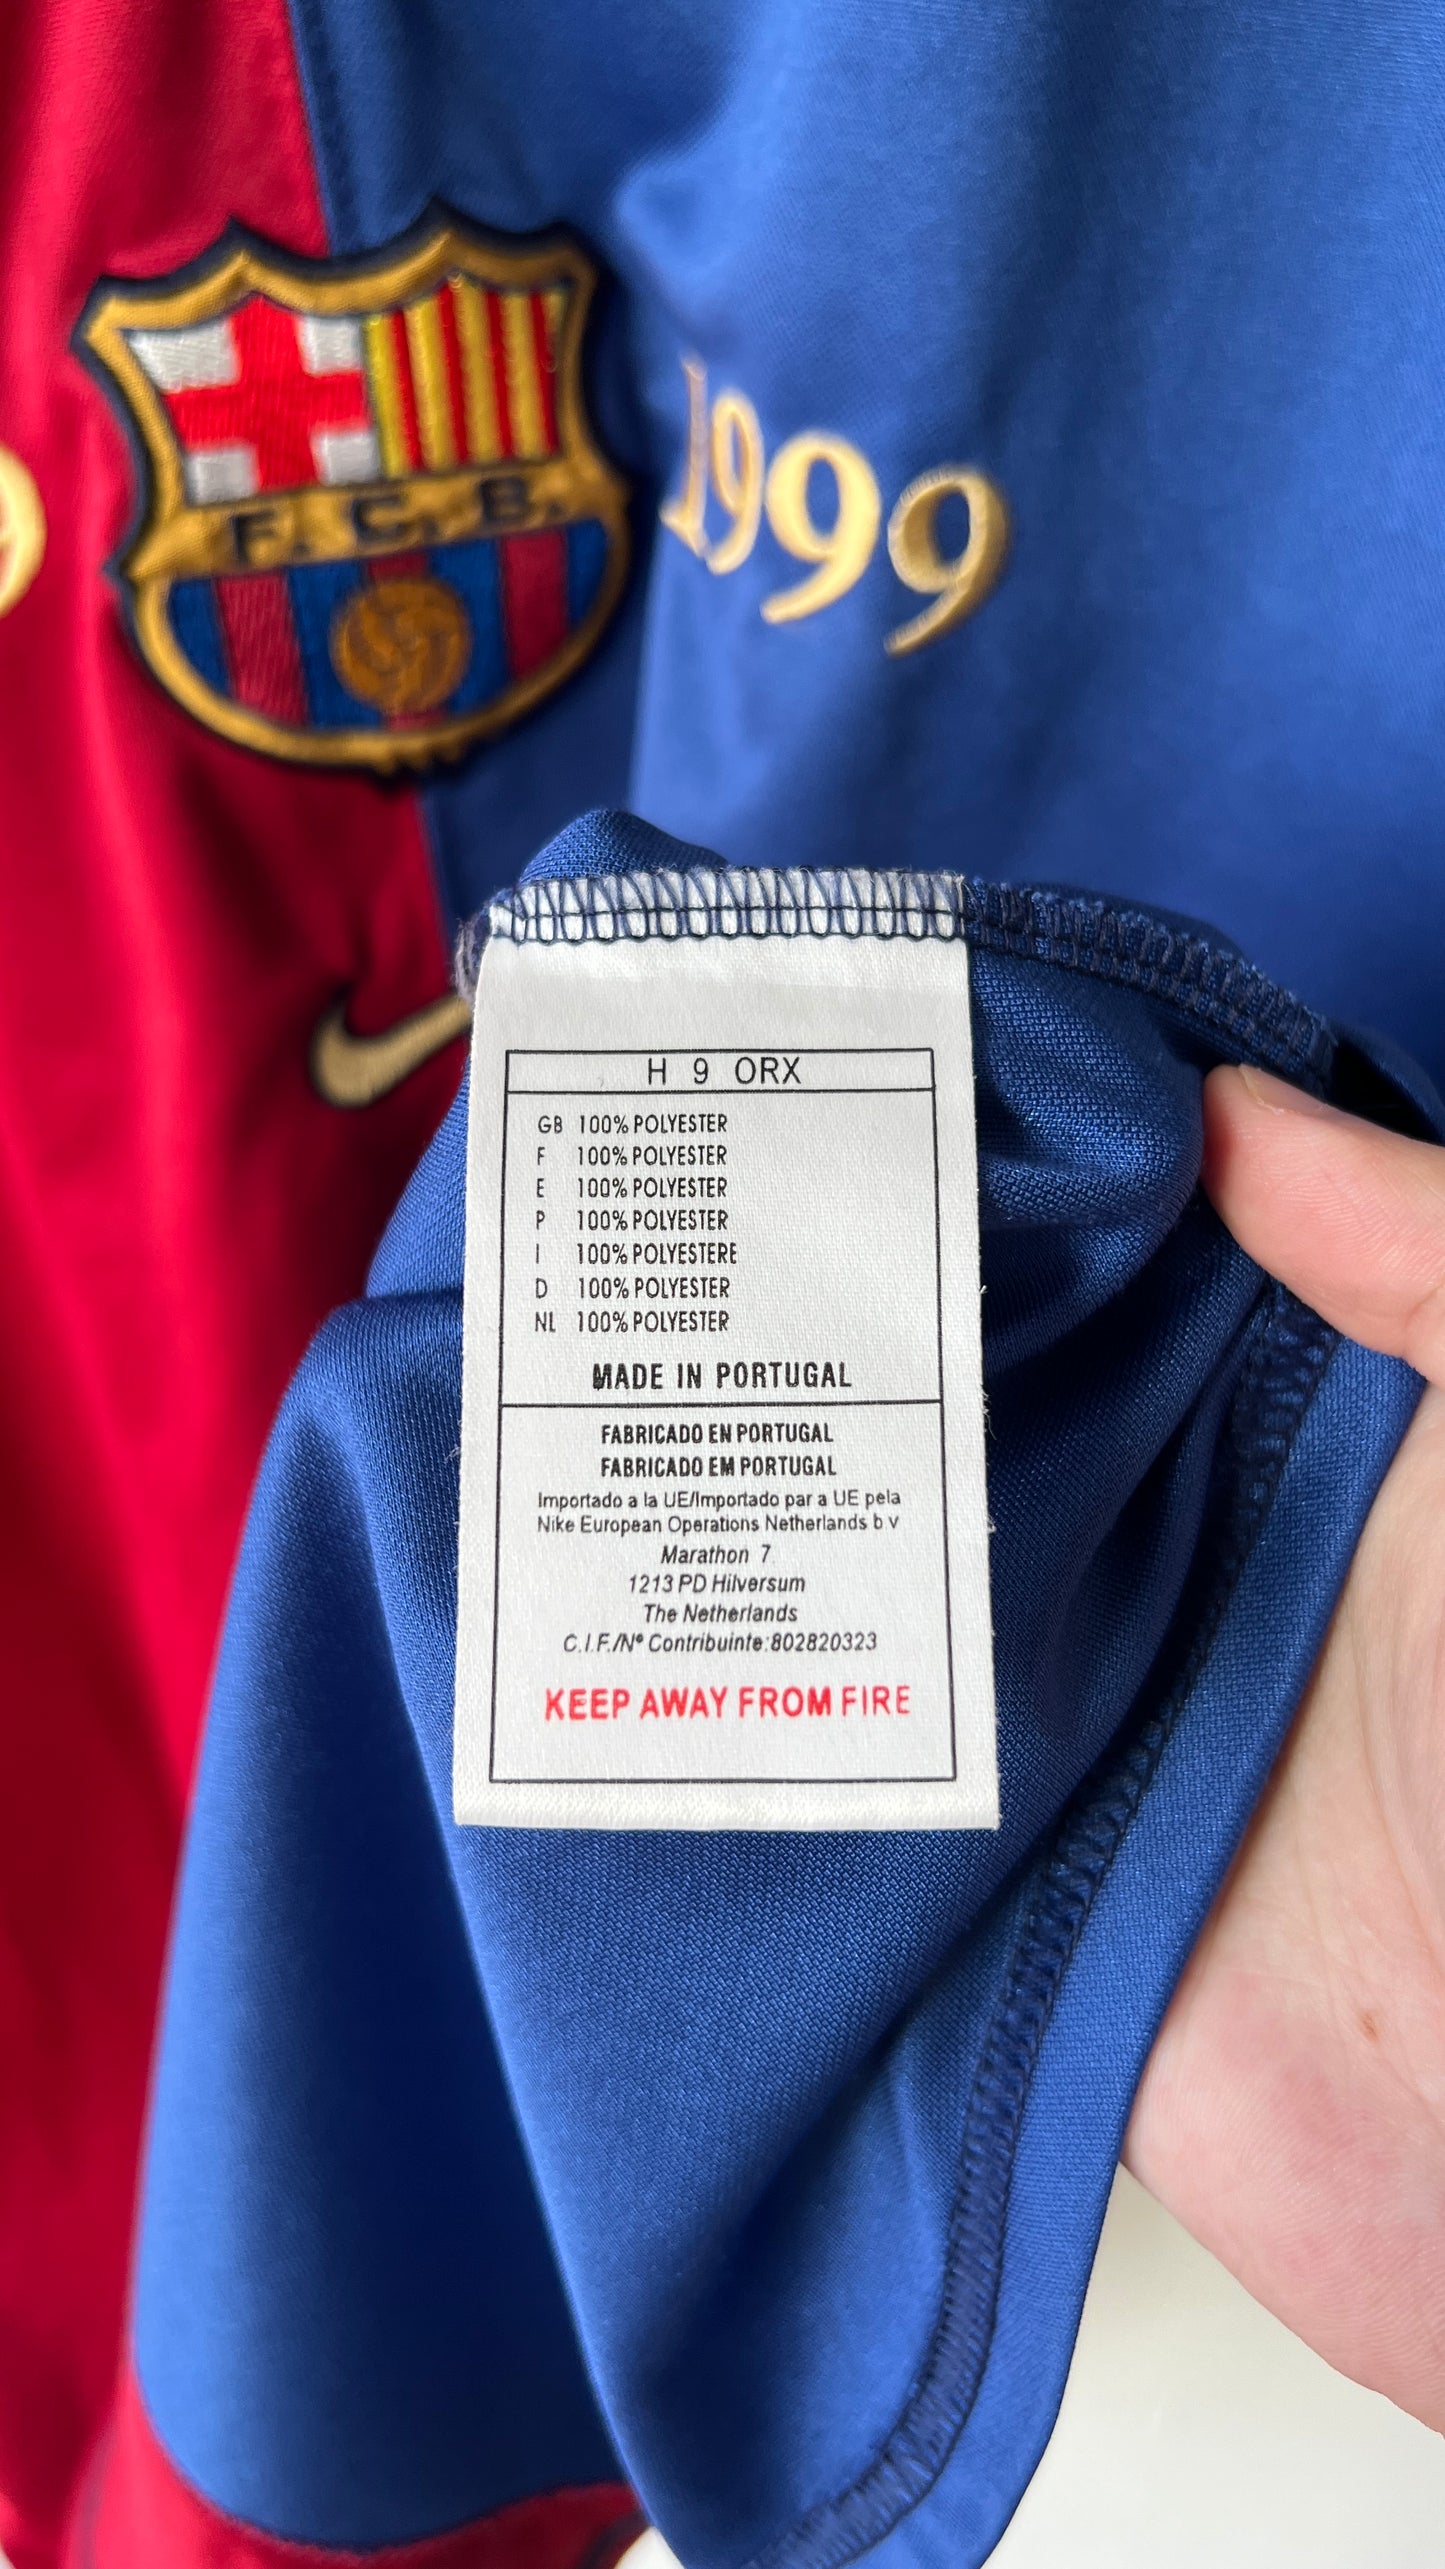 F. C. B.
1999
9
H 9 ORX
GB 100% POLYESTER
F 100% POLYESTER
E 100% POLYESTER
P 100% POLYESTER
I 100% POLYESTERE
D 100% POLYESTER
NL 100% POLYESTER
MADE IN PORTUGAL
FABRICADO EN PORTUGAL
FABRICADO EM PORTUGAL
Importado a la UE/Importado par a UE pela
Nike European Operations Netherlands b v
Marathon 7
1213 PD Hilversum
The Netherlands
C.I.F./Nº Contribuinte:802820323
KEEP AWAY FROM FIRE